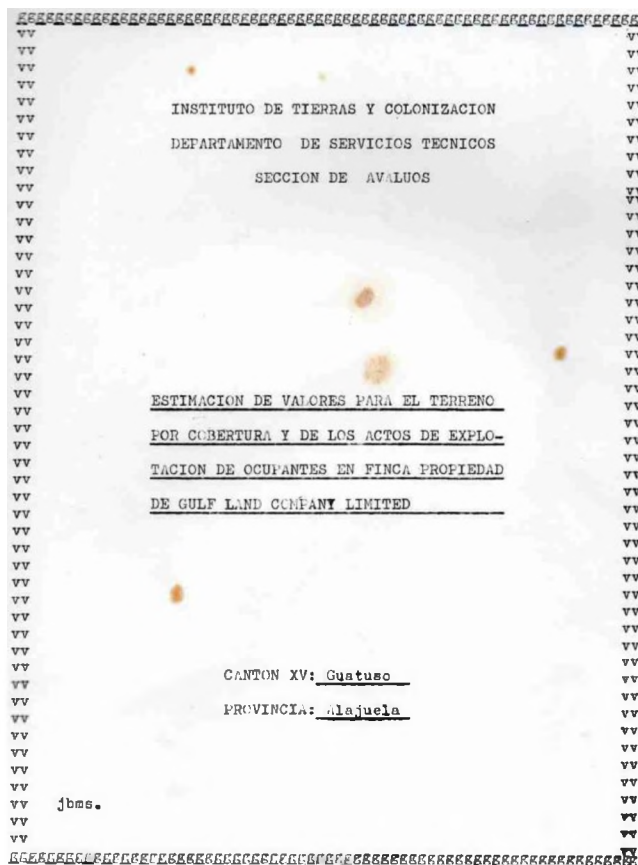 INSTITUTO DE TIERRAS Y COLONIZACION
DEPARTAMENTO DE SERVICIOS TECNICOS
SECCION DE AVALUOS
ESTIMACION DE VALORES PARA EL TERRENO
POR COBERTURA Y DE LOS ACTOS DE EXPLO-
TACION DE OCUPANTES EN FINCA PROPIEDAD
DE GULF LAND COMPANY LIMITED
CANTON XV: Guatuso
PROVINCIA: Alajuela
jbms.